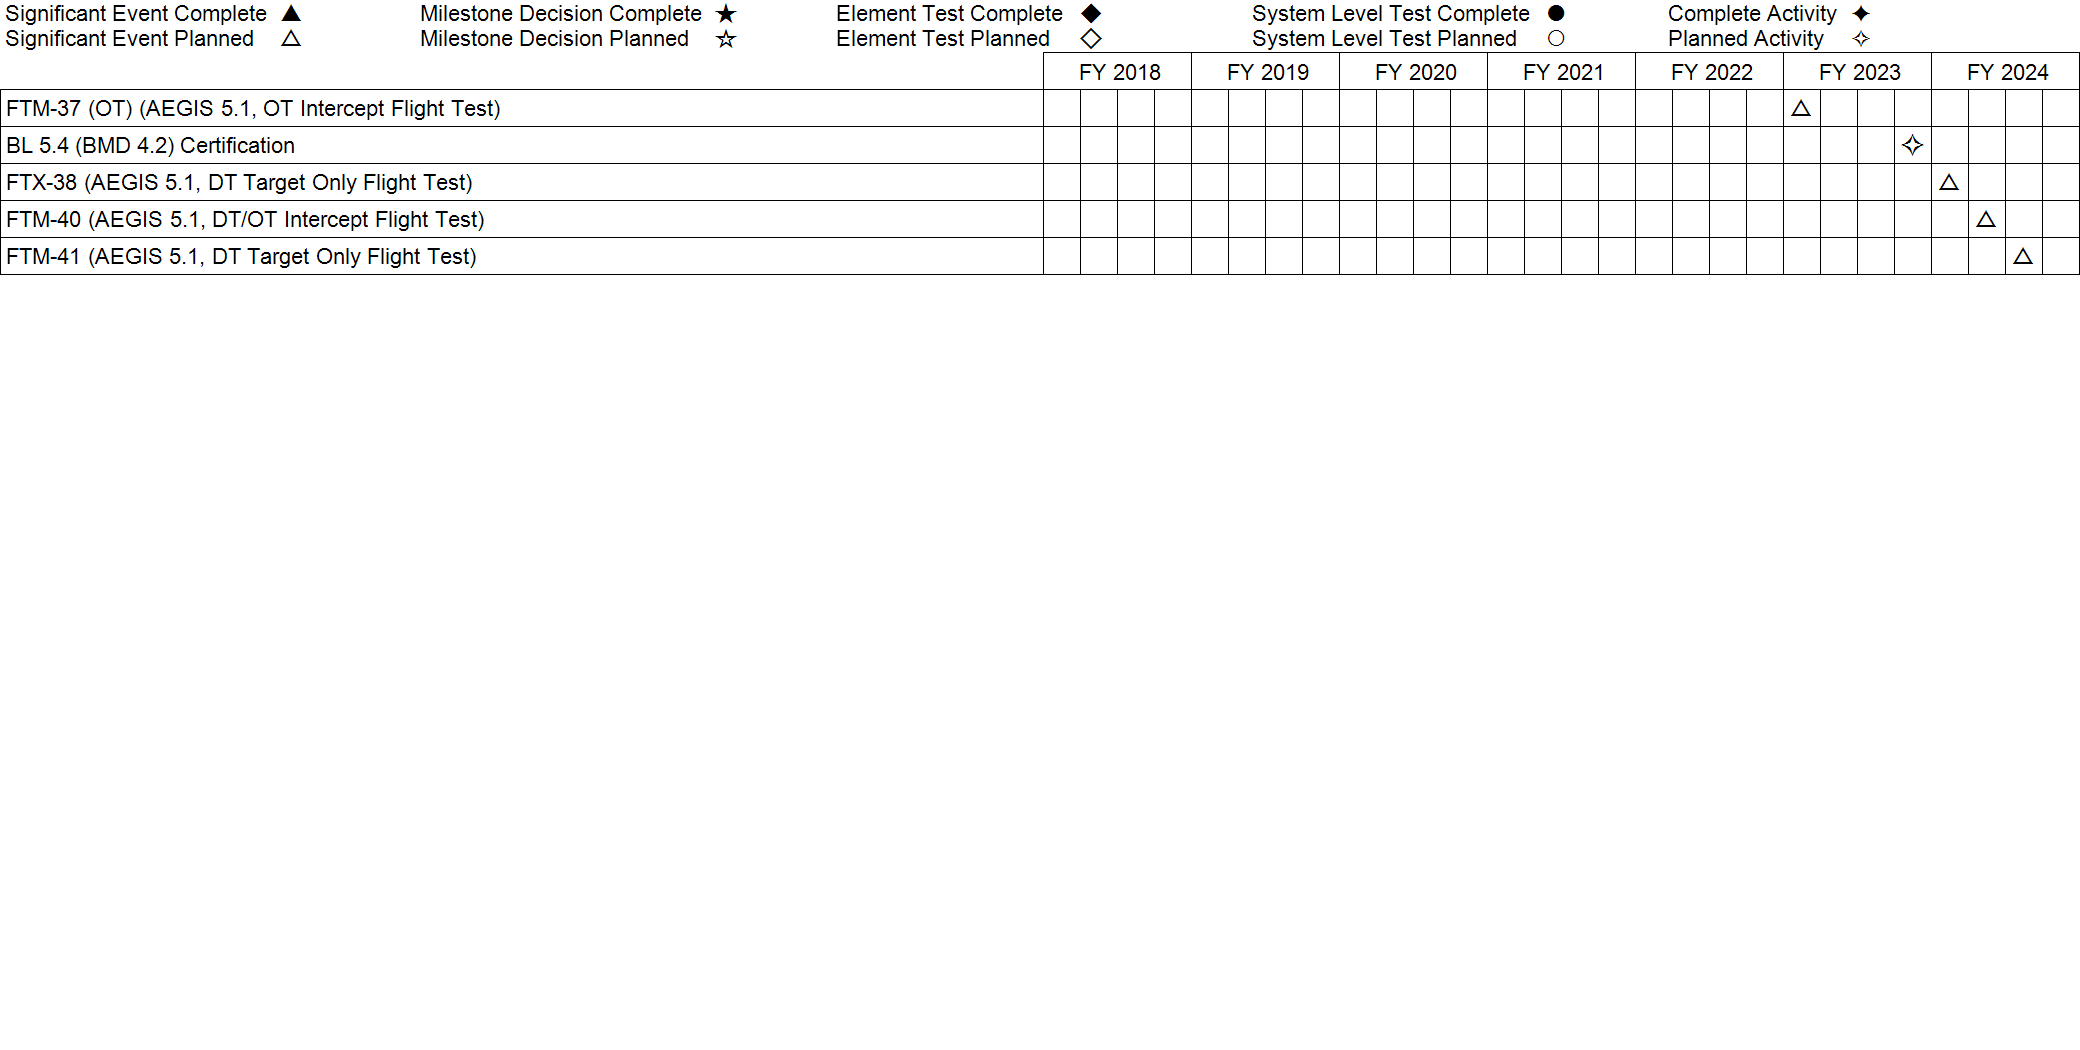 Significant Event Complete ▲ Milestone Decision Complete ★ Element Test Complete ◆ System Level Test Complete ● Complete Activity ✦
Significant Event Planned △ Milestone Decision Planned ☆ Element Test Planned ◇ System Level Test Planned ○ Planned Activity ✧
FY 2018 FY 2019 FY 2020 FY 2021 FY 2022 FY 2023 FY 2024
FTM-37 (OT) (AEGIS 5.1, OT Intercept Flight Test) △
BL 5.4 (BMD 4.2) Certification ✧
FTX-38 (AEGIS 5.1, DT Target Only Flight Test) △
FTM-40 (AEGIS 5.1, DT/OT Intercept Flight Test) △
FTM-41 (AEGIS 5.1, DT Target Only Flight Test) △